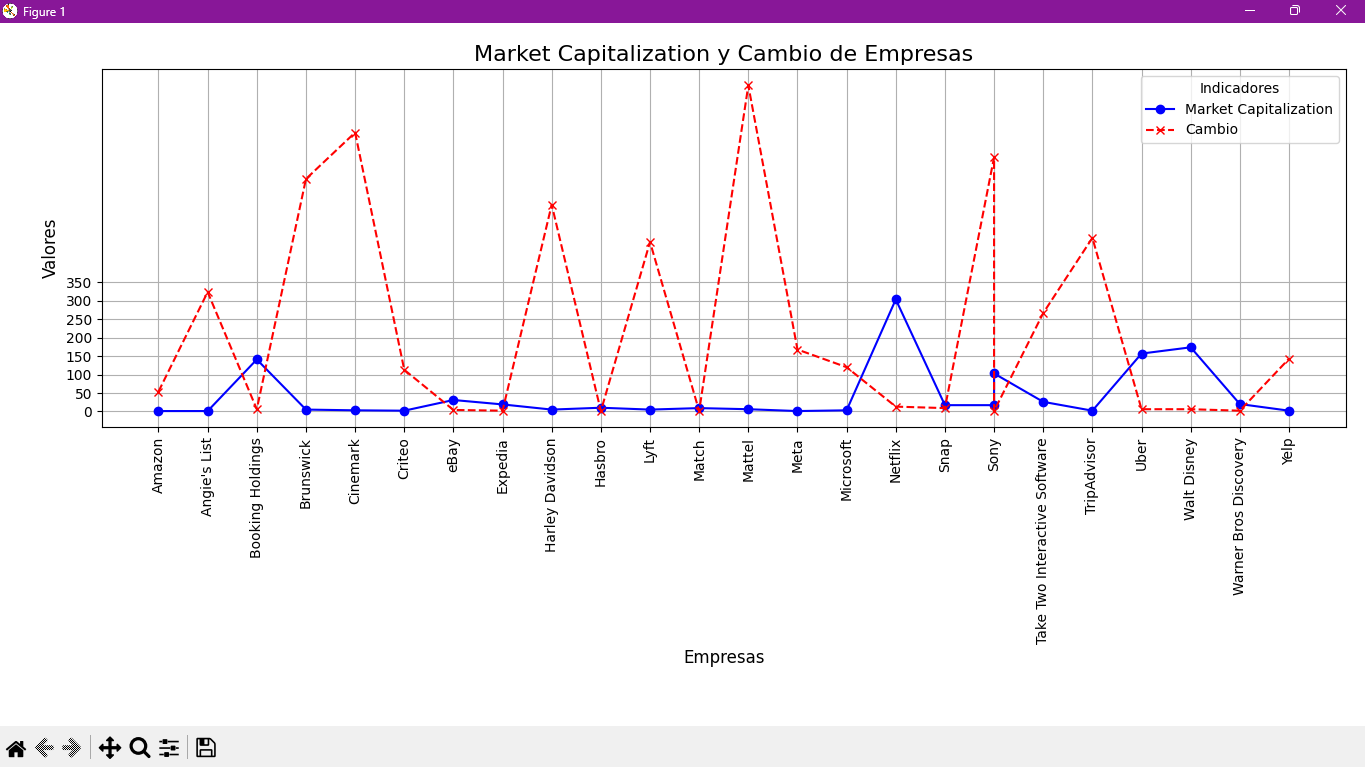 Figure 1
Market Capitalization y Cambio de Empresas
Indicadores
Market Capitalization
Cambio
Valores
350
300
250
200
150
100
50
0
Amazon
Angie's List
Booking Holdings
Brunswick
Cinemark
Criteo
eBay
Expedia
Harley Davidson
Hasbro
Lyft
Match
Mattel
Meta
Microsoft
Netflix
Snap
Sony
Take Two Interactive Software
TripAdvisor
Uber
Walt Disney
Warner Bros Discovery
Yelp
Empresas